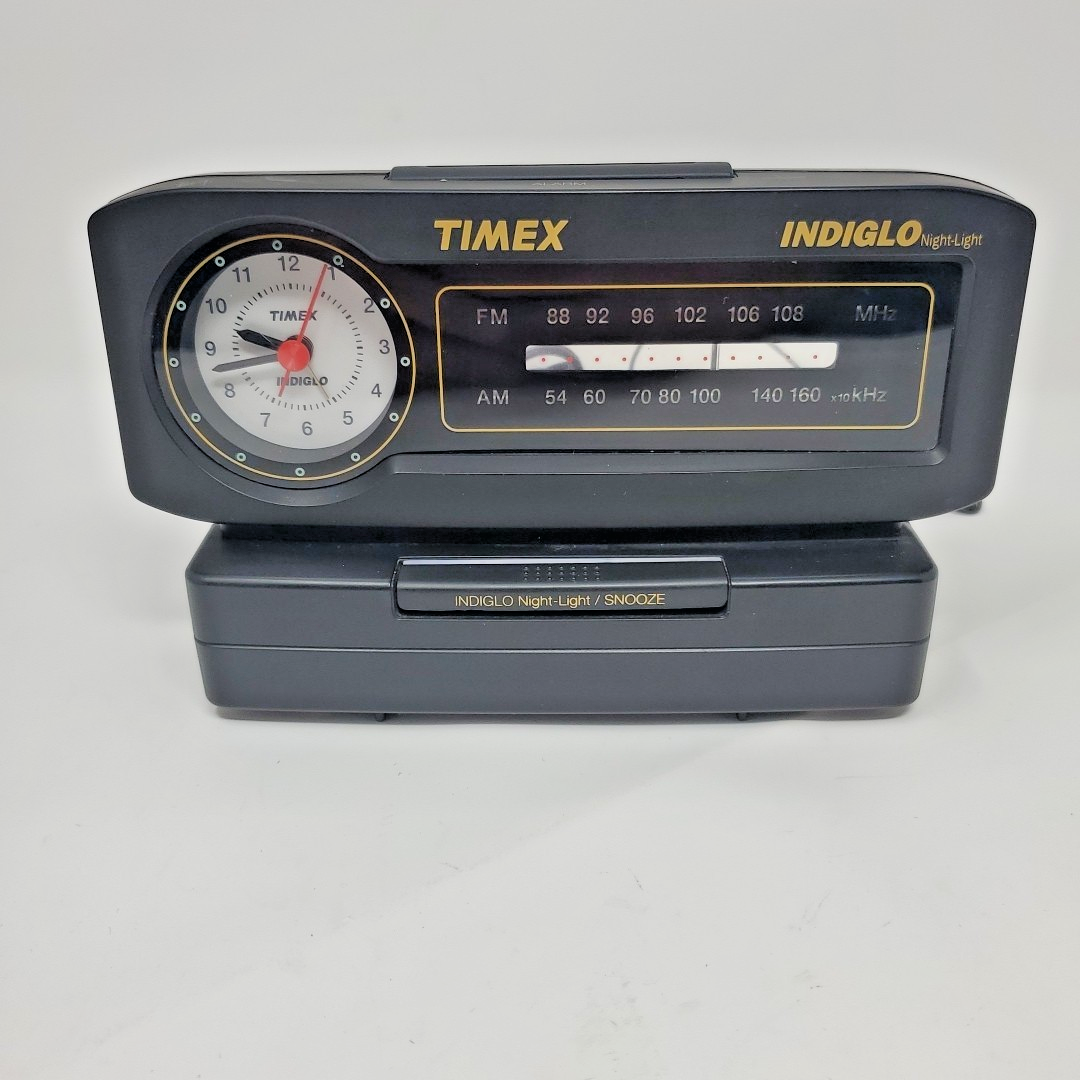 ALARM
TIMEX
INDIGLO Night-Light
12
1
2
3
4
5
6
7
8
9
10
11
TIMEX
INDIGLO
FM 88 92 96 102 106 108 MHz
AM 54 60 70 80 100 140 160 x10 kHz
INDIGLO Night-Light / SNOOZE